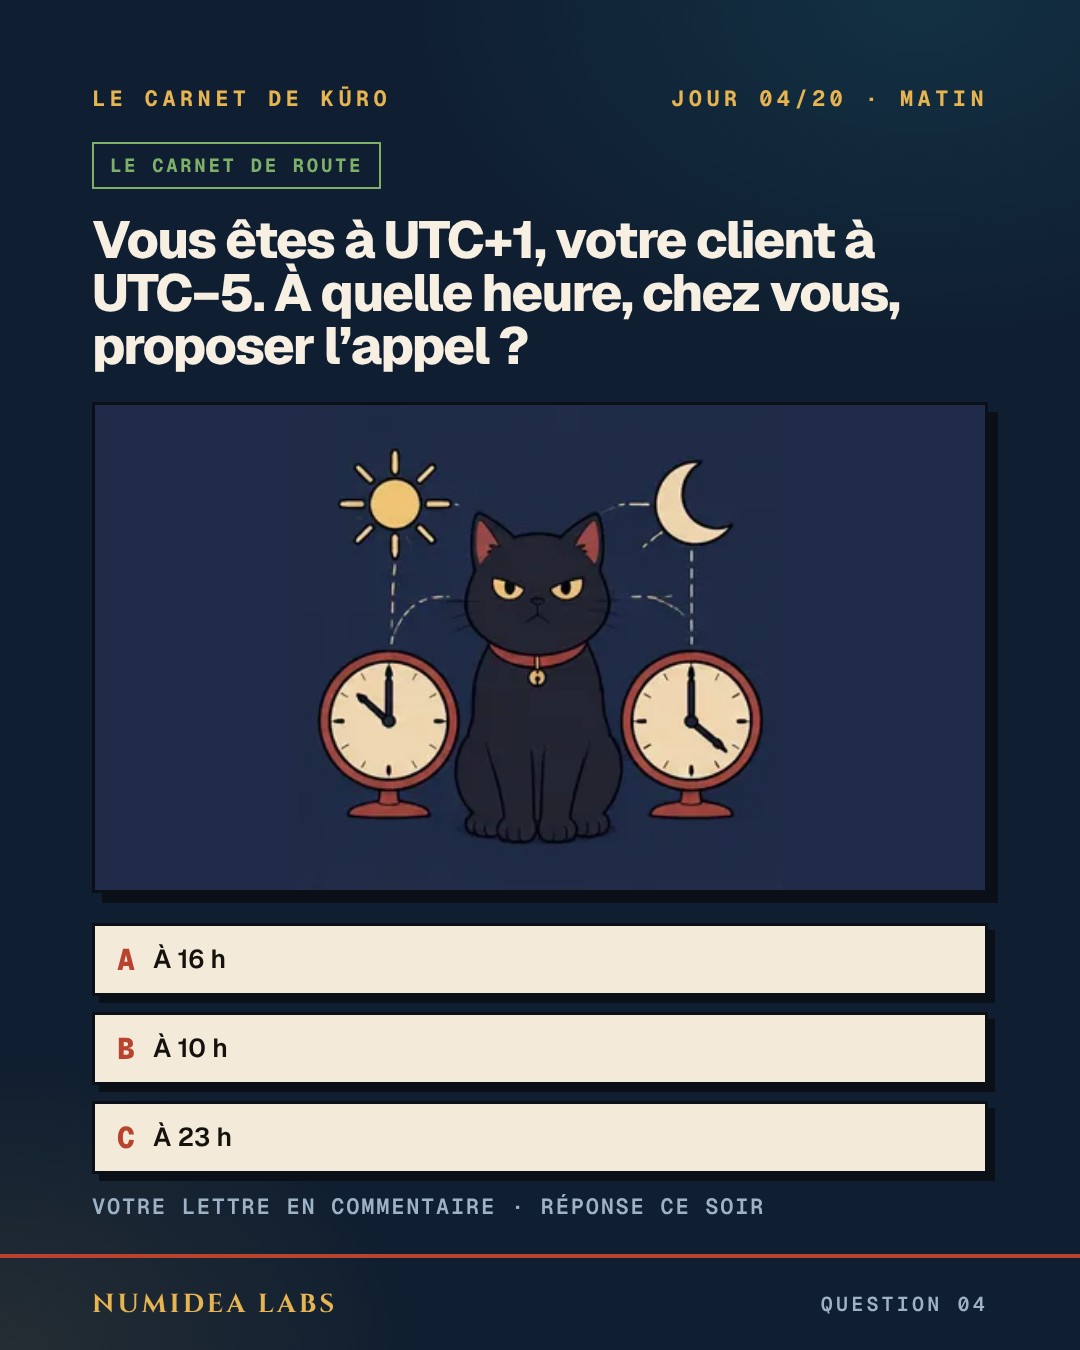 LE CARNET DE KŪRO
JOUR 04/20 · MATIN
LE CARNET DE ROUTE
Vous êtes à UTC+1, votre client à
UTC−5. À quelle heure, chez vous,
proposer l’appel ?
A À 16 h
B À 10 h
C À 23 h
VOTRE LETTRE EN COMMENTAIRE · RÉPONSE CE SOIR
NUMIDEA LABS
QUESTION 04